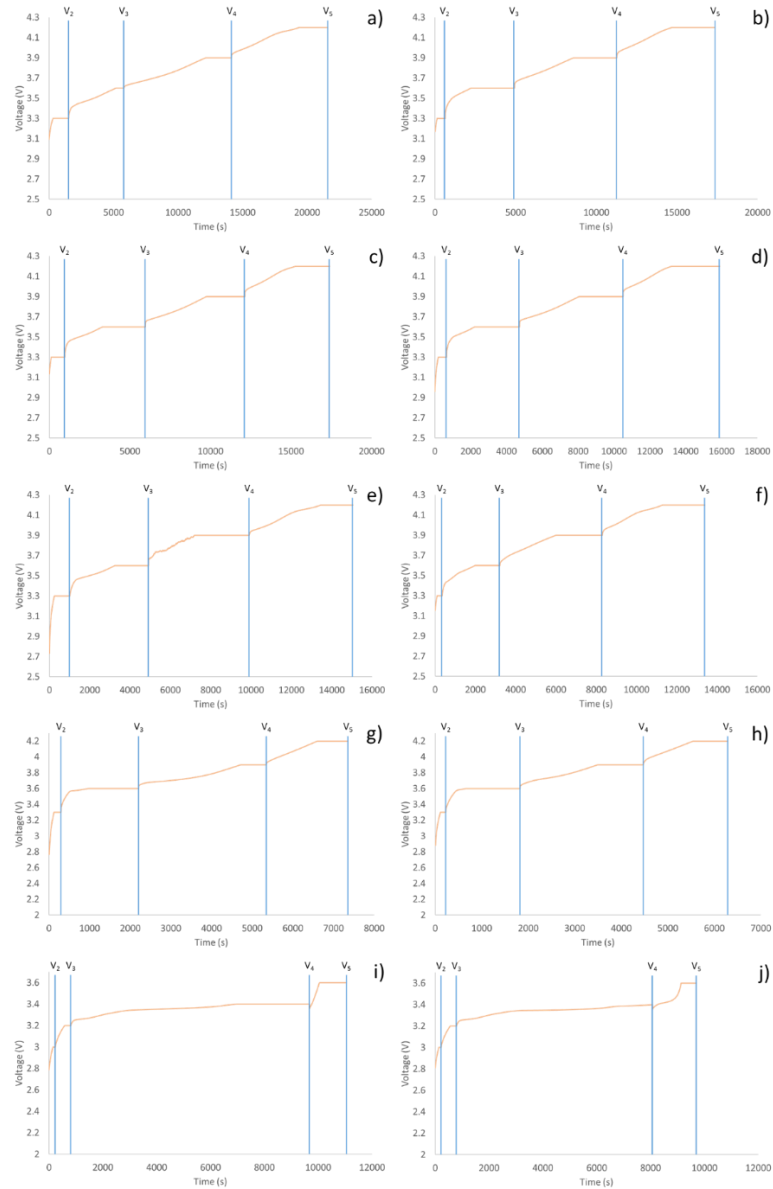 V₂ V₃ V₄ V₅
a)
Voltage (V)
4.3
4.1
3.9
3.7
3.5
3.3
3.1
2.9
2.7
2.5
0 5000 10000 15000 20000 25000
Time (s)
V₂ V₃ V₄ V₅
b)
Voltage (V)
4.3
4.1
3.9
3.7
3.5
3.3
3.1
2.9
2.7
2.5
0 5000 10000 15000 20000
Time (s)
V₂ V₃ V₄ V₅
c)
Voltage (V)
4.3
4.1
3.9
3.7
3.5
3.3
3.1
2.9
2.7
2.5
0 5000 10000 15000 20000
Time (s)
V₂ V₃ V₄ V₅
d)
Voltage (V)
4.3
4.1
3.9
3.7
3.5
3.3
3.1
2.9
2.7
2.5
0 2000 4000 6000 8000 10000 12000 14000 16000 18000
Time (s)
V₂ V₃ V₄ V₅
e)
Voltage (V)
4.3
4.1
3.9
3.7
3.5
3.3
3.1
2.9
2.7
2.5
0 2000 4000 6000 8000 10000 12000 14000 16000
Time (s)
V₂ V₃ V₄ V₅
f)
Voltage (V)
4.3
4.1
3.9
3.7
3.5
3.3
3.1
2.9
2.7
2.5
0 2000 4000 6000 8000 10000 12000 14000 16000
Time (s)
V₂ V₃ V₄ V₅
g)
Voltage (V)
4.2
4
3.8
3.6
3.4
3.2
3
2.8
2.6
2.4
2.2
2
0 1000 2000 3000 4000 5000 6000 7000 8000
Time (s)
V₂ V₃ V₄ V₅
h)
Voltage (V)
4.2
4
3.8
3.6
3.4
3.2
3
2.8
2.6
2.4
2.2
2
0 1000 2000 3000 4000 5000 6000 7000
Time (s)
V₂ V₃ V₄ V₅
i)
Voltage (V)
3.6
3.4
3.2
3
2.8
2.6
2.4
2.2
2
0 2000 4000 6000 8000 10000 12000
Time (s)
V₂ V₃ V₄ V₅
j)
Voltage (V)
3.6
3.4
3.2
3
2.8
2.6
2.4
2.2
2
0 2000 4000 6000 8000 10000 12000
Time (s)